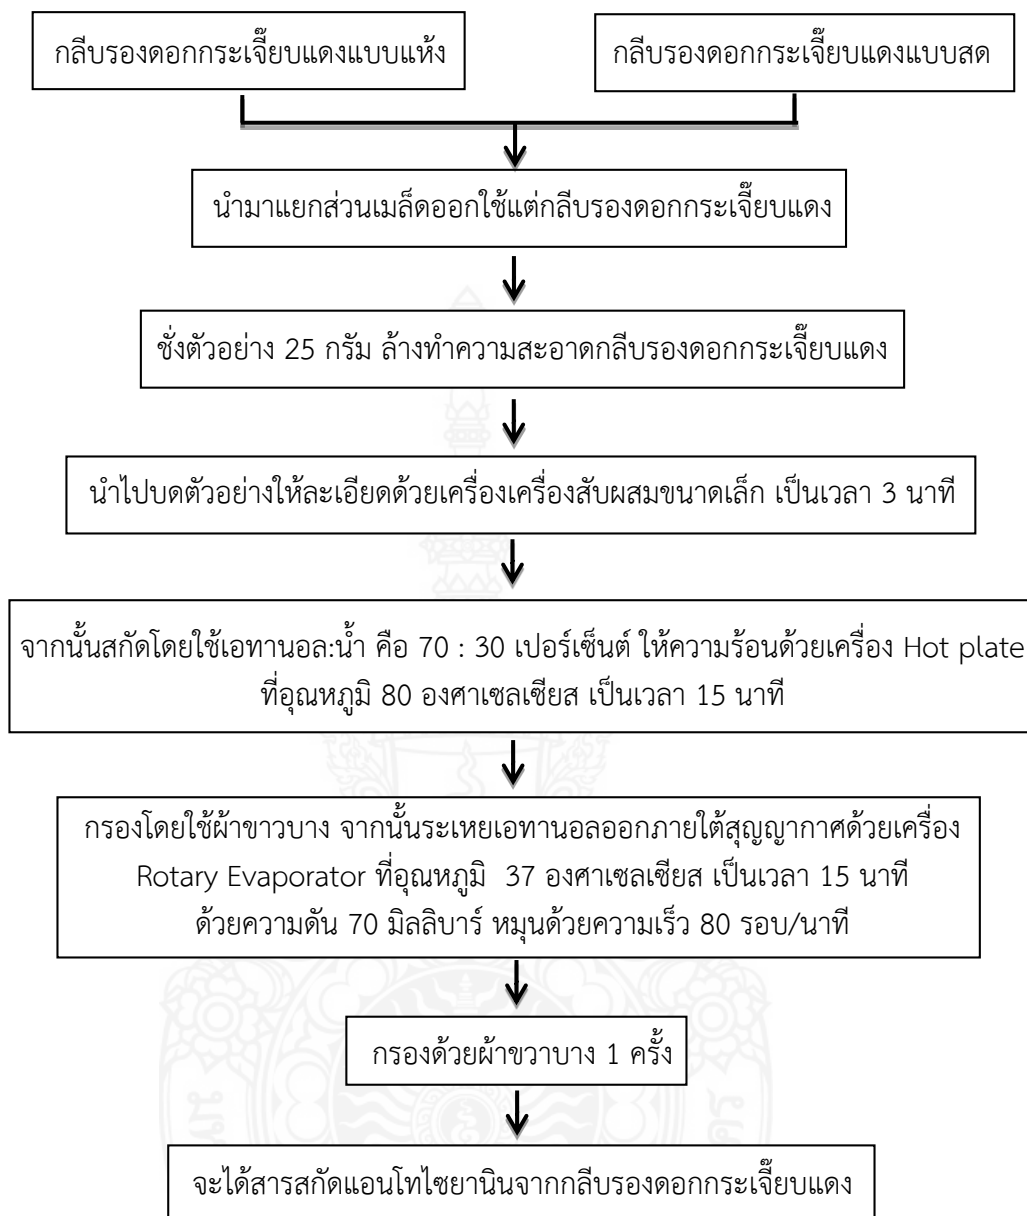 กลีบรองดอกกระเจี๊ยบแดงแบบแห้ง
กลีบรองดอกกระเจี๊ยบแดงแบบสด
นำมาแยกส่วนเมล็ดออกใช้แต่กลีบรองดอกกระเจี๊ยบแดง
ชั่งตัวอย่าง 25 กรัม ล้างทำความสะอาดกลีบรองดอกกระเจี๊ยบแดง
นำไปบดตัวอย่างให้ละเอียดด้วยเครื่องเครื่องสับผสมขนาดเล็ก เป็นเวลา 3 นาที
จากนั้นสกัดโดยใช้เอทานอล:น้ำ คือ 70 : 30 เปอร์เซ็นต์ ให้ความร้อนด้วยเครื่อง Hot plate
ที่อุณหภูมิ 80 องศาเซลเซียส เป็นเวลา 15 นาที
กรองโดยใช้ผ้าขาวบาง จากนั้นระเหยเอทานอลออกภายใต้สุญญากาศด้วยเครื่อง
Rotary Evaporator ที่อุณหภูมิ 37 องศาเซลเซียส เป็นเวลา 15 นาที
ด้วยความดัน 70 มิลลิบาร์ หมุนด้วยความเร็ว 80 รอบ/นาที
กรองด้วยผ้าขวาบาง 1 ครั้ง
จะได้สารสกัดแอนโทไซยานินจากกลีบรองดอกกระเจี๊ยบแดง